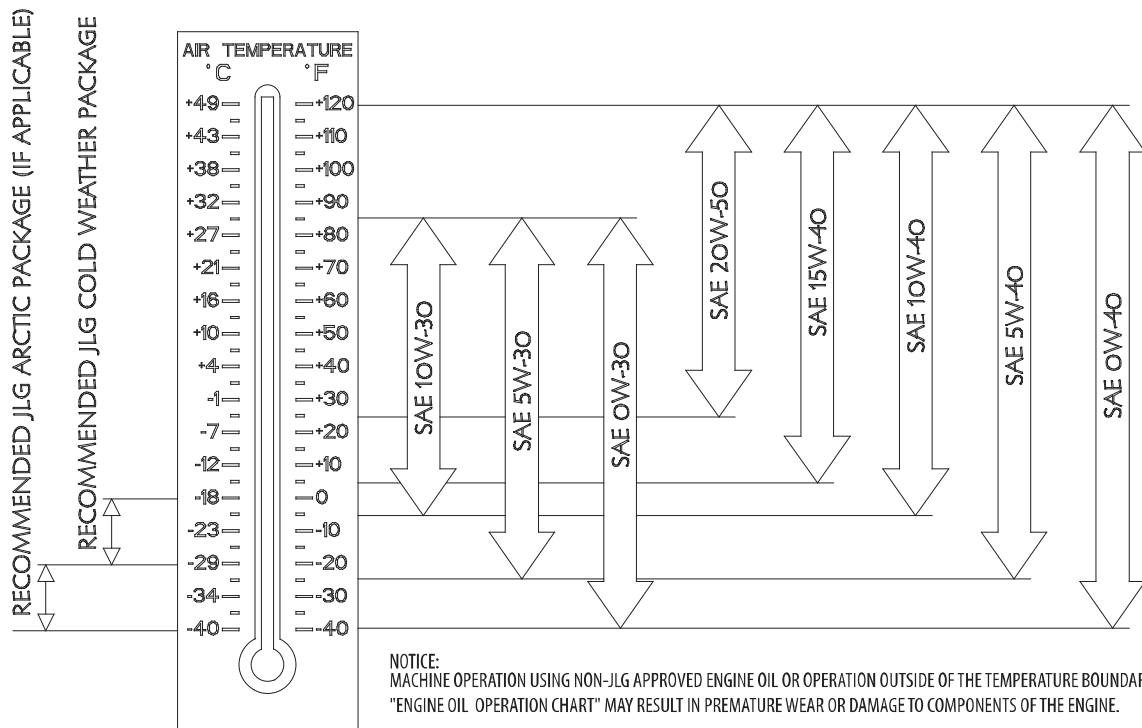 RECOMMENDED JLG ARCTIC PACKAGE (IF APPLICABLE)
RECOMMENDED JLG COLD WEATHER PACKAGE
AIR TEMPERATURE
°C °F
+49 +120
+43 +110
+38 +100
+32 +90
+27 +80
+21 +70
+16 +60
+10 +50
+4 +40
-1 +30
-7 +20
-12 +10
-18 0
-23 -10
-29 -20
-34 -30
-40 -40
SAE 10W-30
SAE 5W-30
SAE 0W-30
SAE 20W-50
SAE 15W-40
SAE 10W-40
SAE 5W-40
SAE 0W-40
NOTICE:
MACHINE OPERATION USING NON-JLG APPROVED ENGINE OIL OR OPERATION OUTSIDE OF THE TEMPERATURE
"ENGINE OIL OPERATION CHART" MAY RESULT IN PREMATURE WEAR OR DAMAGE TO COMPONENTS OF THE ENGINE.